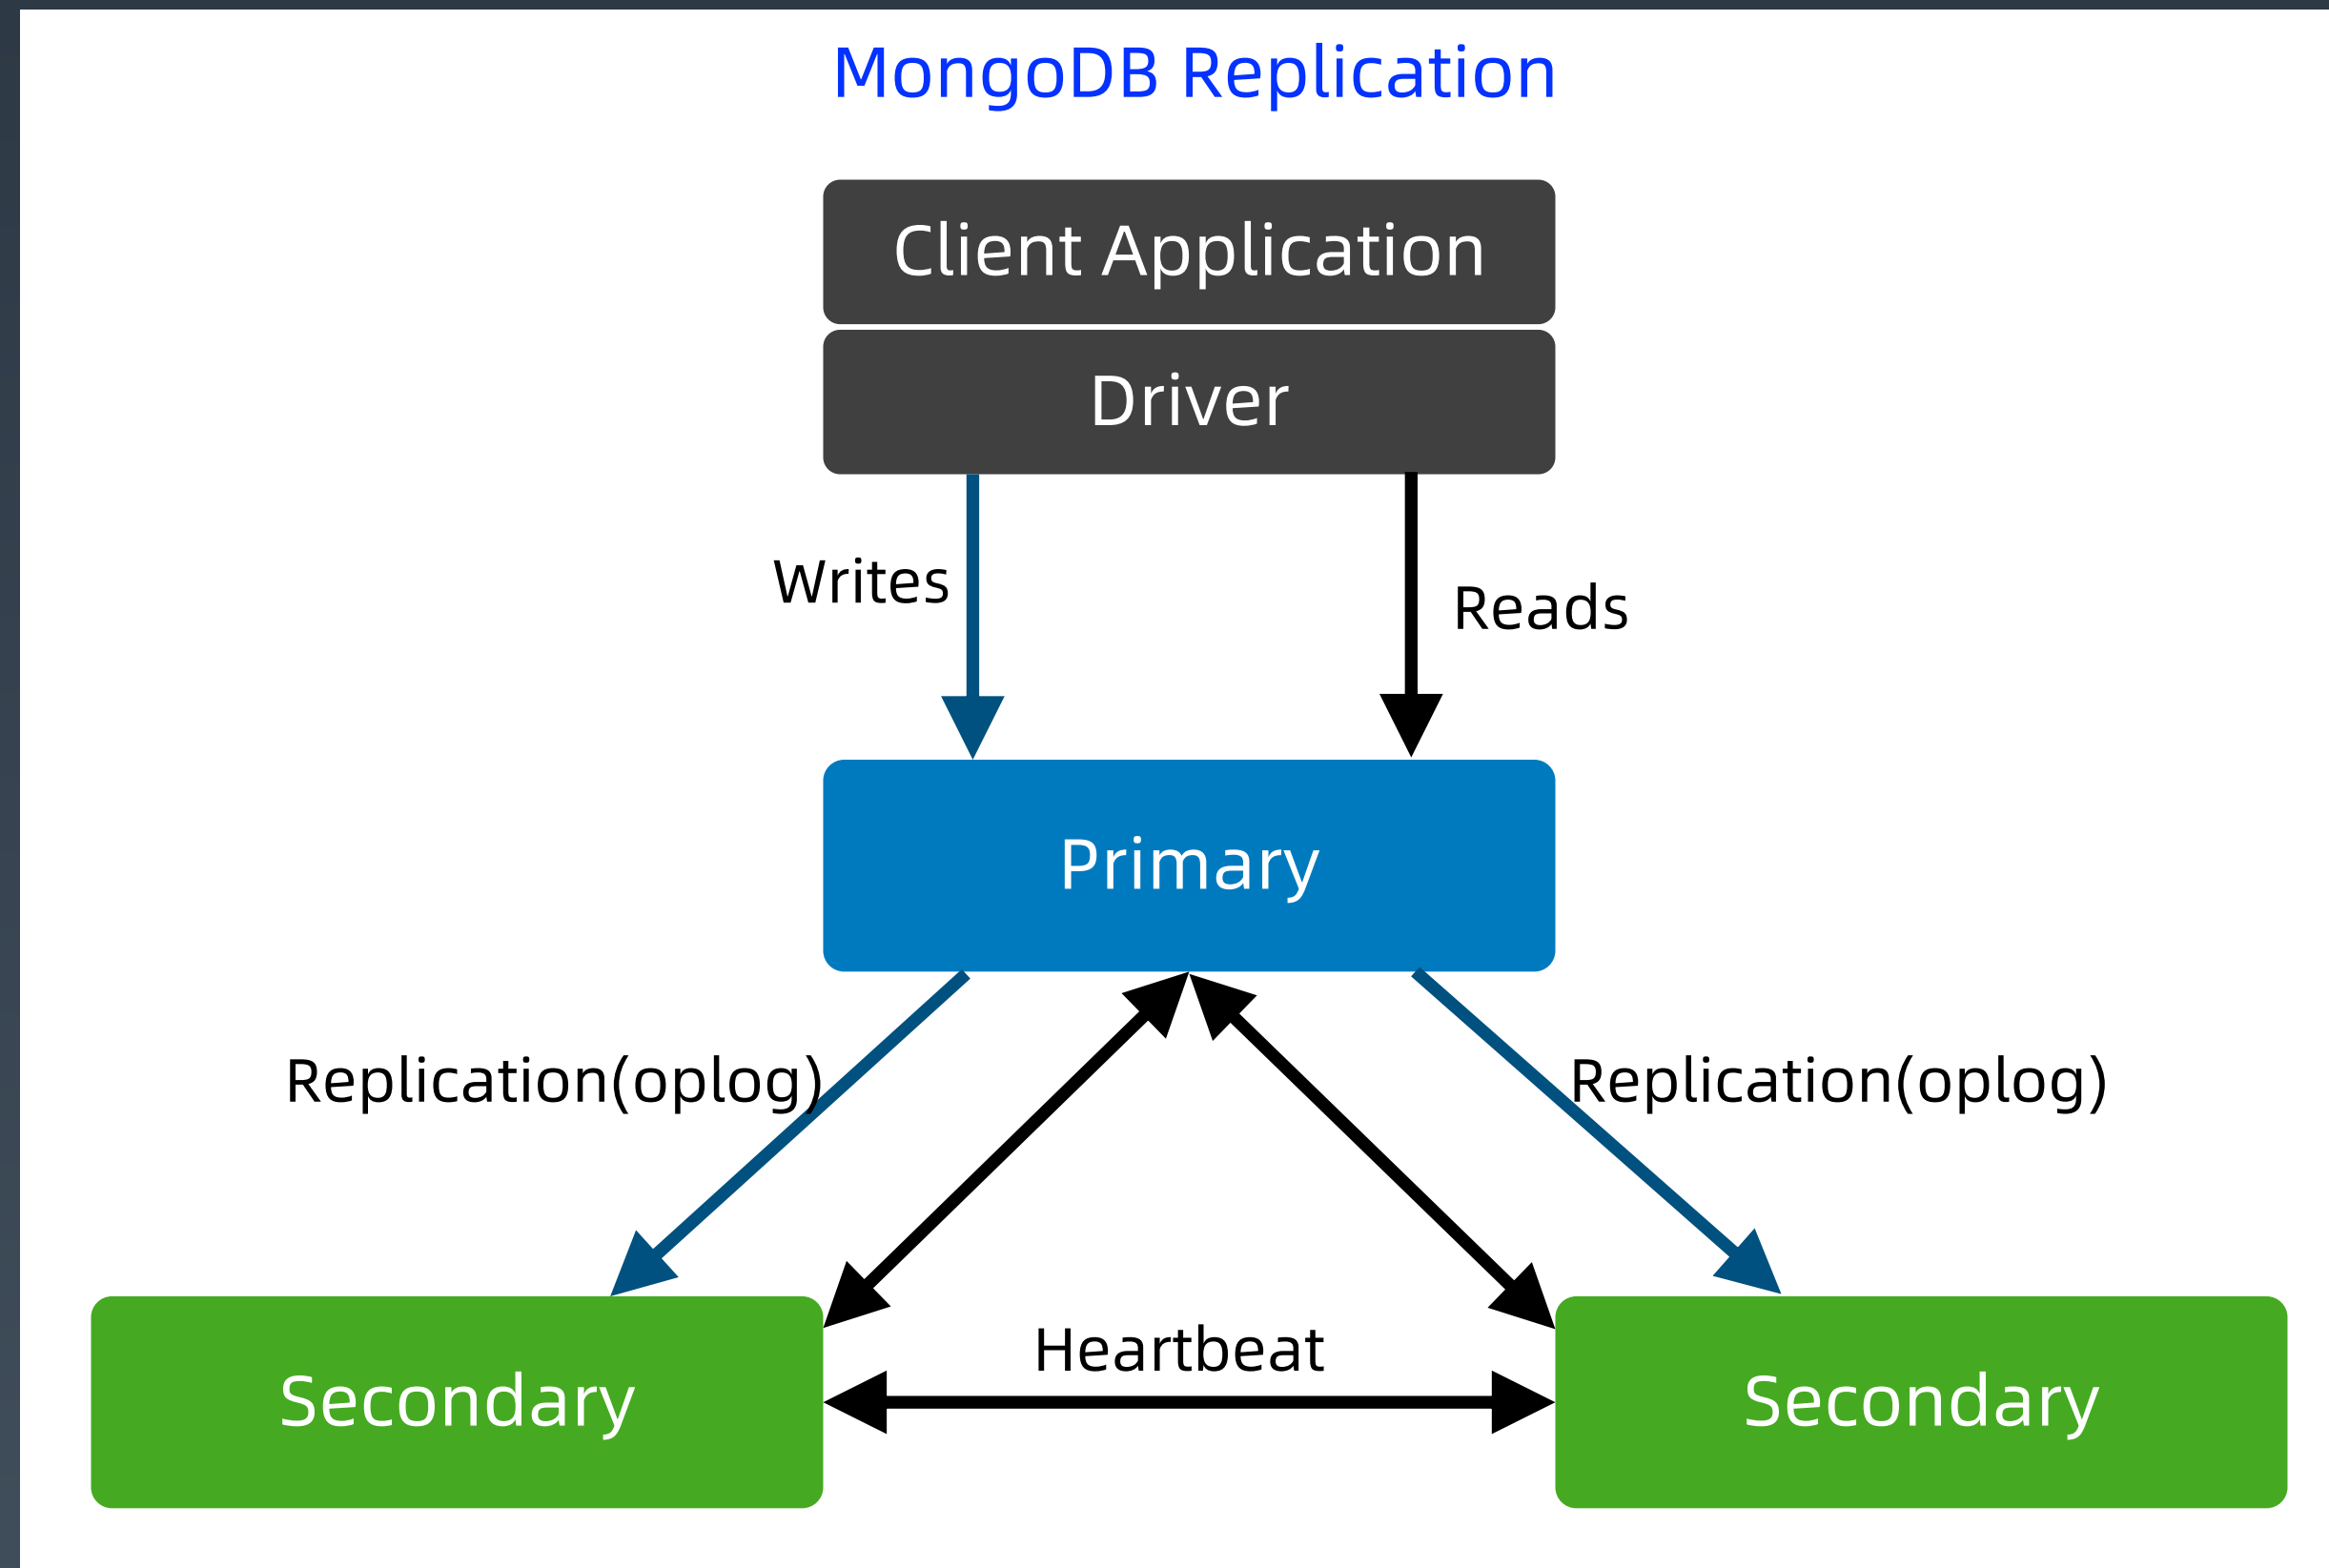 MongoDB Replication
Client Application
Driver
Writes
Reads
Primary
Replication(oplog)
Replication(oplog)
Heartbeat
Secondary
Secondary